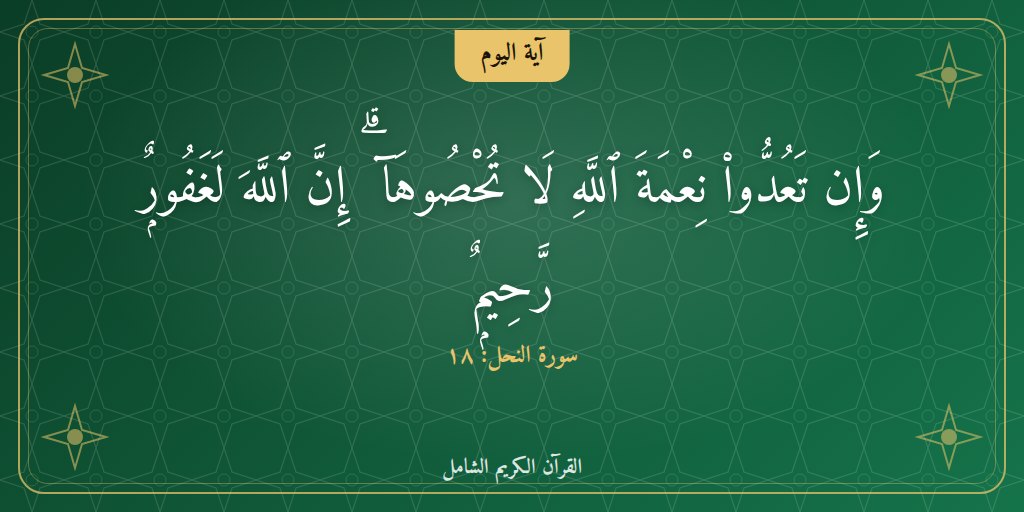 آية اليوم
وَإِن تَعُدُّوا۟ نِعْمَةَ ٱللَّهِ لَا تُحْصُوهَآ ۗ إِنَّ ٱللَّهَ لَغَفُورٌۭ
رَّحِيمٌۭ
سورة النحل: ١٨
القرآن الكريم الشامل